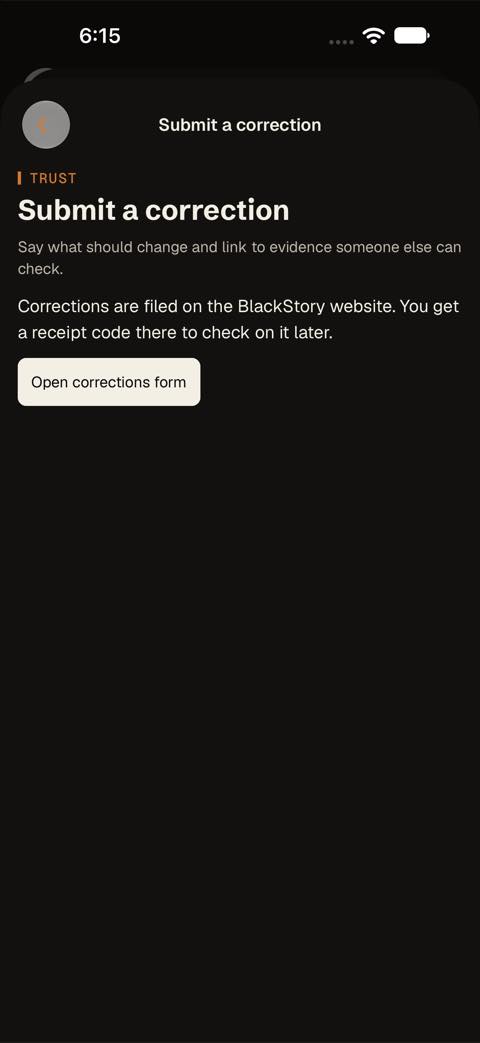 6:15
Submit a correction
TRUST
Submit a correction
Say what should change and link to evidence someone else can
check.
Corrections are filed on the BlackStory website. You get
a receipt code there to check on it later.
Open corrections form